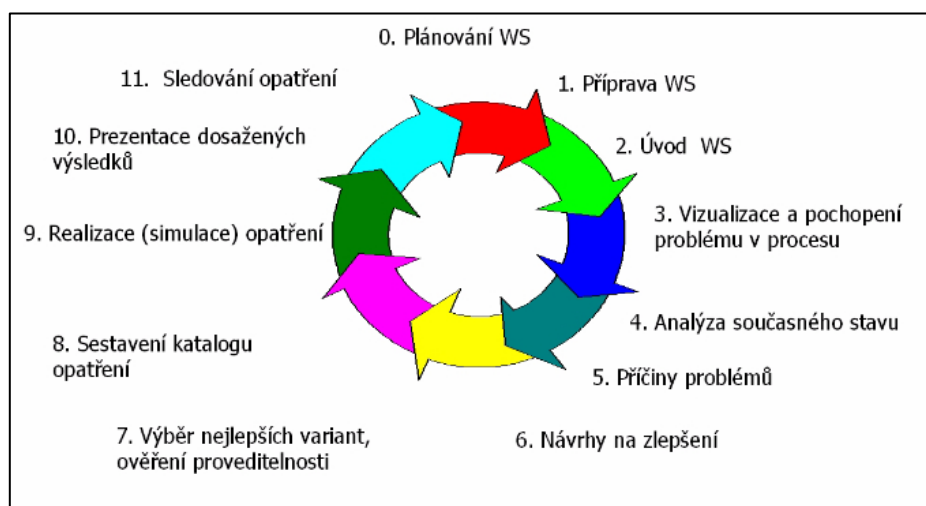 0. Plánování WS
1. Příprava WS
2. Úvod WS
3. Vizualizace a pochopení
problému v procesu
4. Analýza současného stavu
5. Příčiny problémů
6. Návrhy na zlepšení
7. Výběr nejlepších variant,
ověření proveditelnosti
8. Sestavení katalogu
opatření
9. Realizace (simulace) opatření
10. Prezentace dosažených
výsledků
11. Sledování opatření